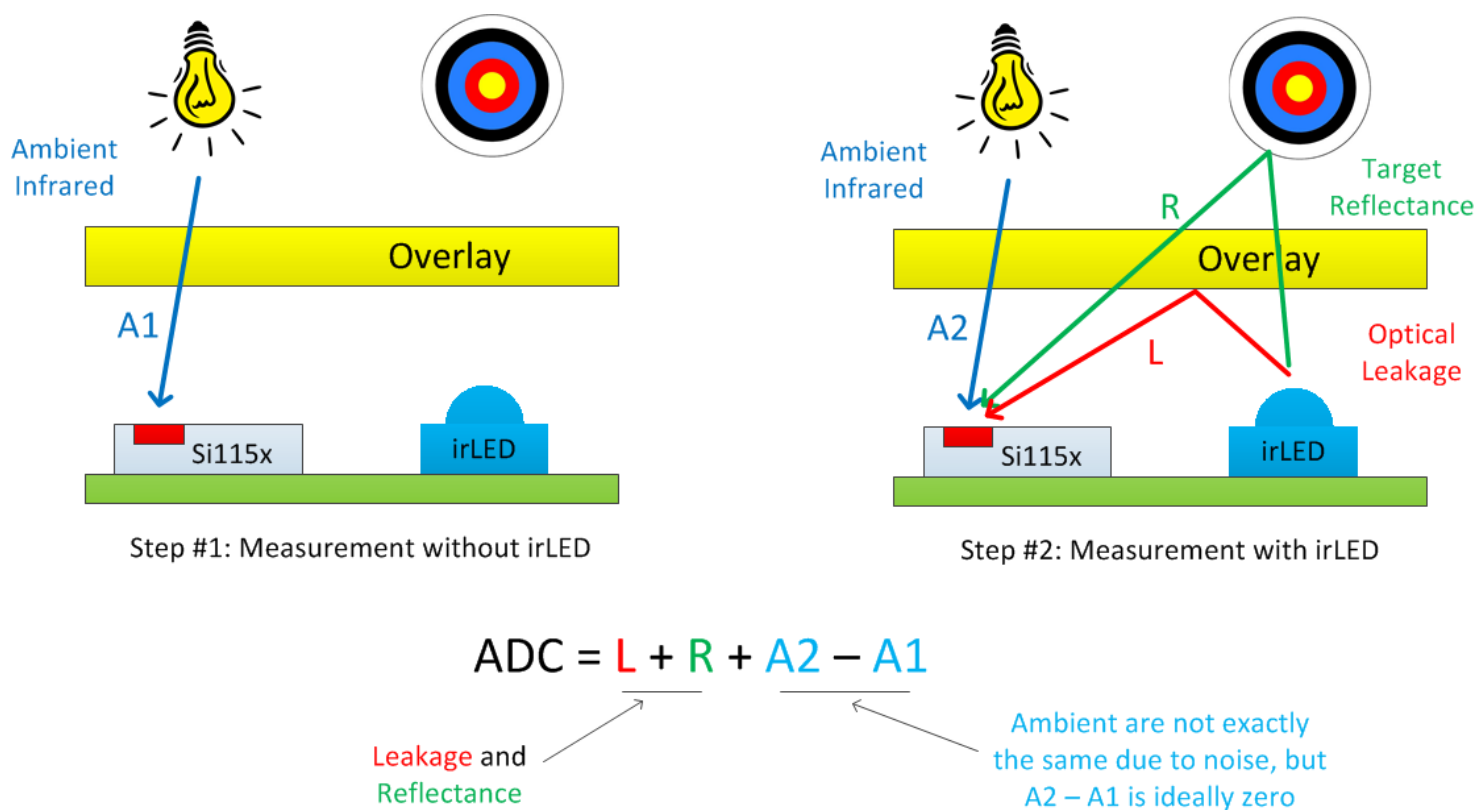 Ambient
Infrared
Overlay
A1
Si115x
irLED
Step #1: Measurement without irLED
Ambient
Infrared
Target
Reflectance
R
Overlay
A2
L
Optical
Leakage
Si115x
irLED
Step #2: Measurement with irLED
ADC = L + R + A2 – A1
Leakage and
Reflectance
Ambient are not exactly
the same due to noise, but
A2 – A1 is ideally zero